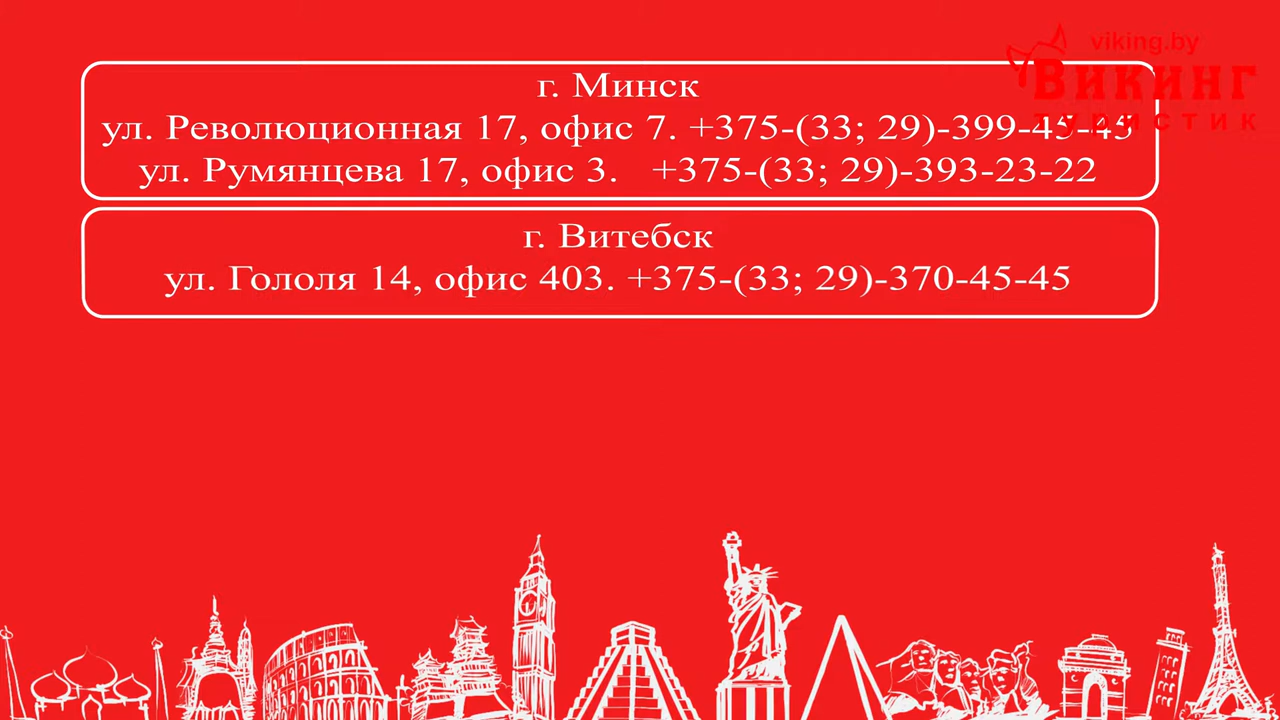 viking.by
Викинг
туристик
г. Минск
ул. Революционная 17, офис 7. +375-(33; 29)-399-45-45
ул. Румянцева 17, офис 3. +375-(33; 29)-393-23-22
г. Витебск
ул. Гололя 14, офис 403. +375-(33; 29)-370-45-45